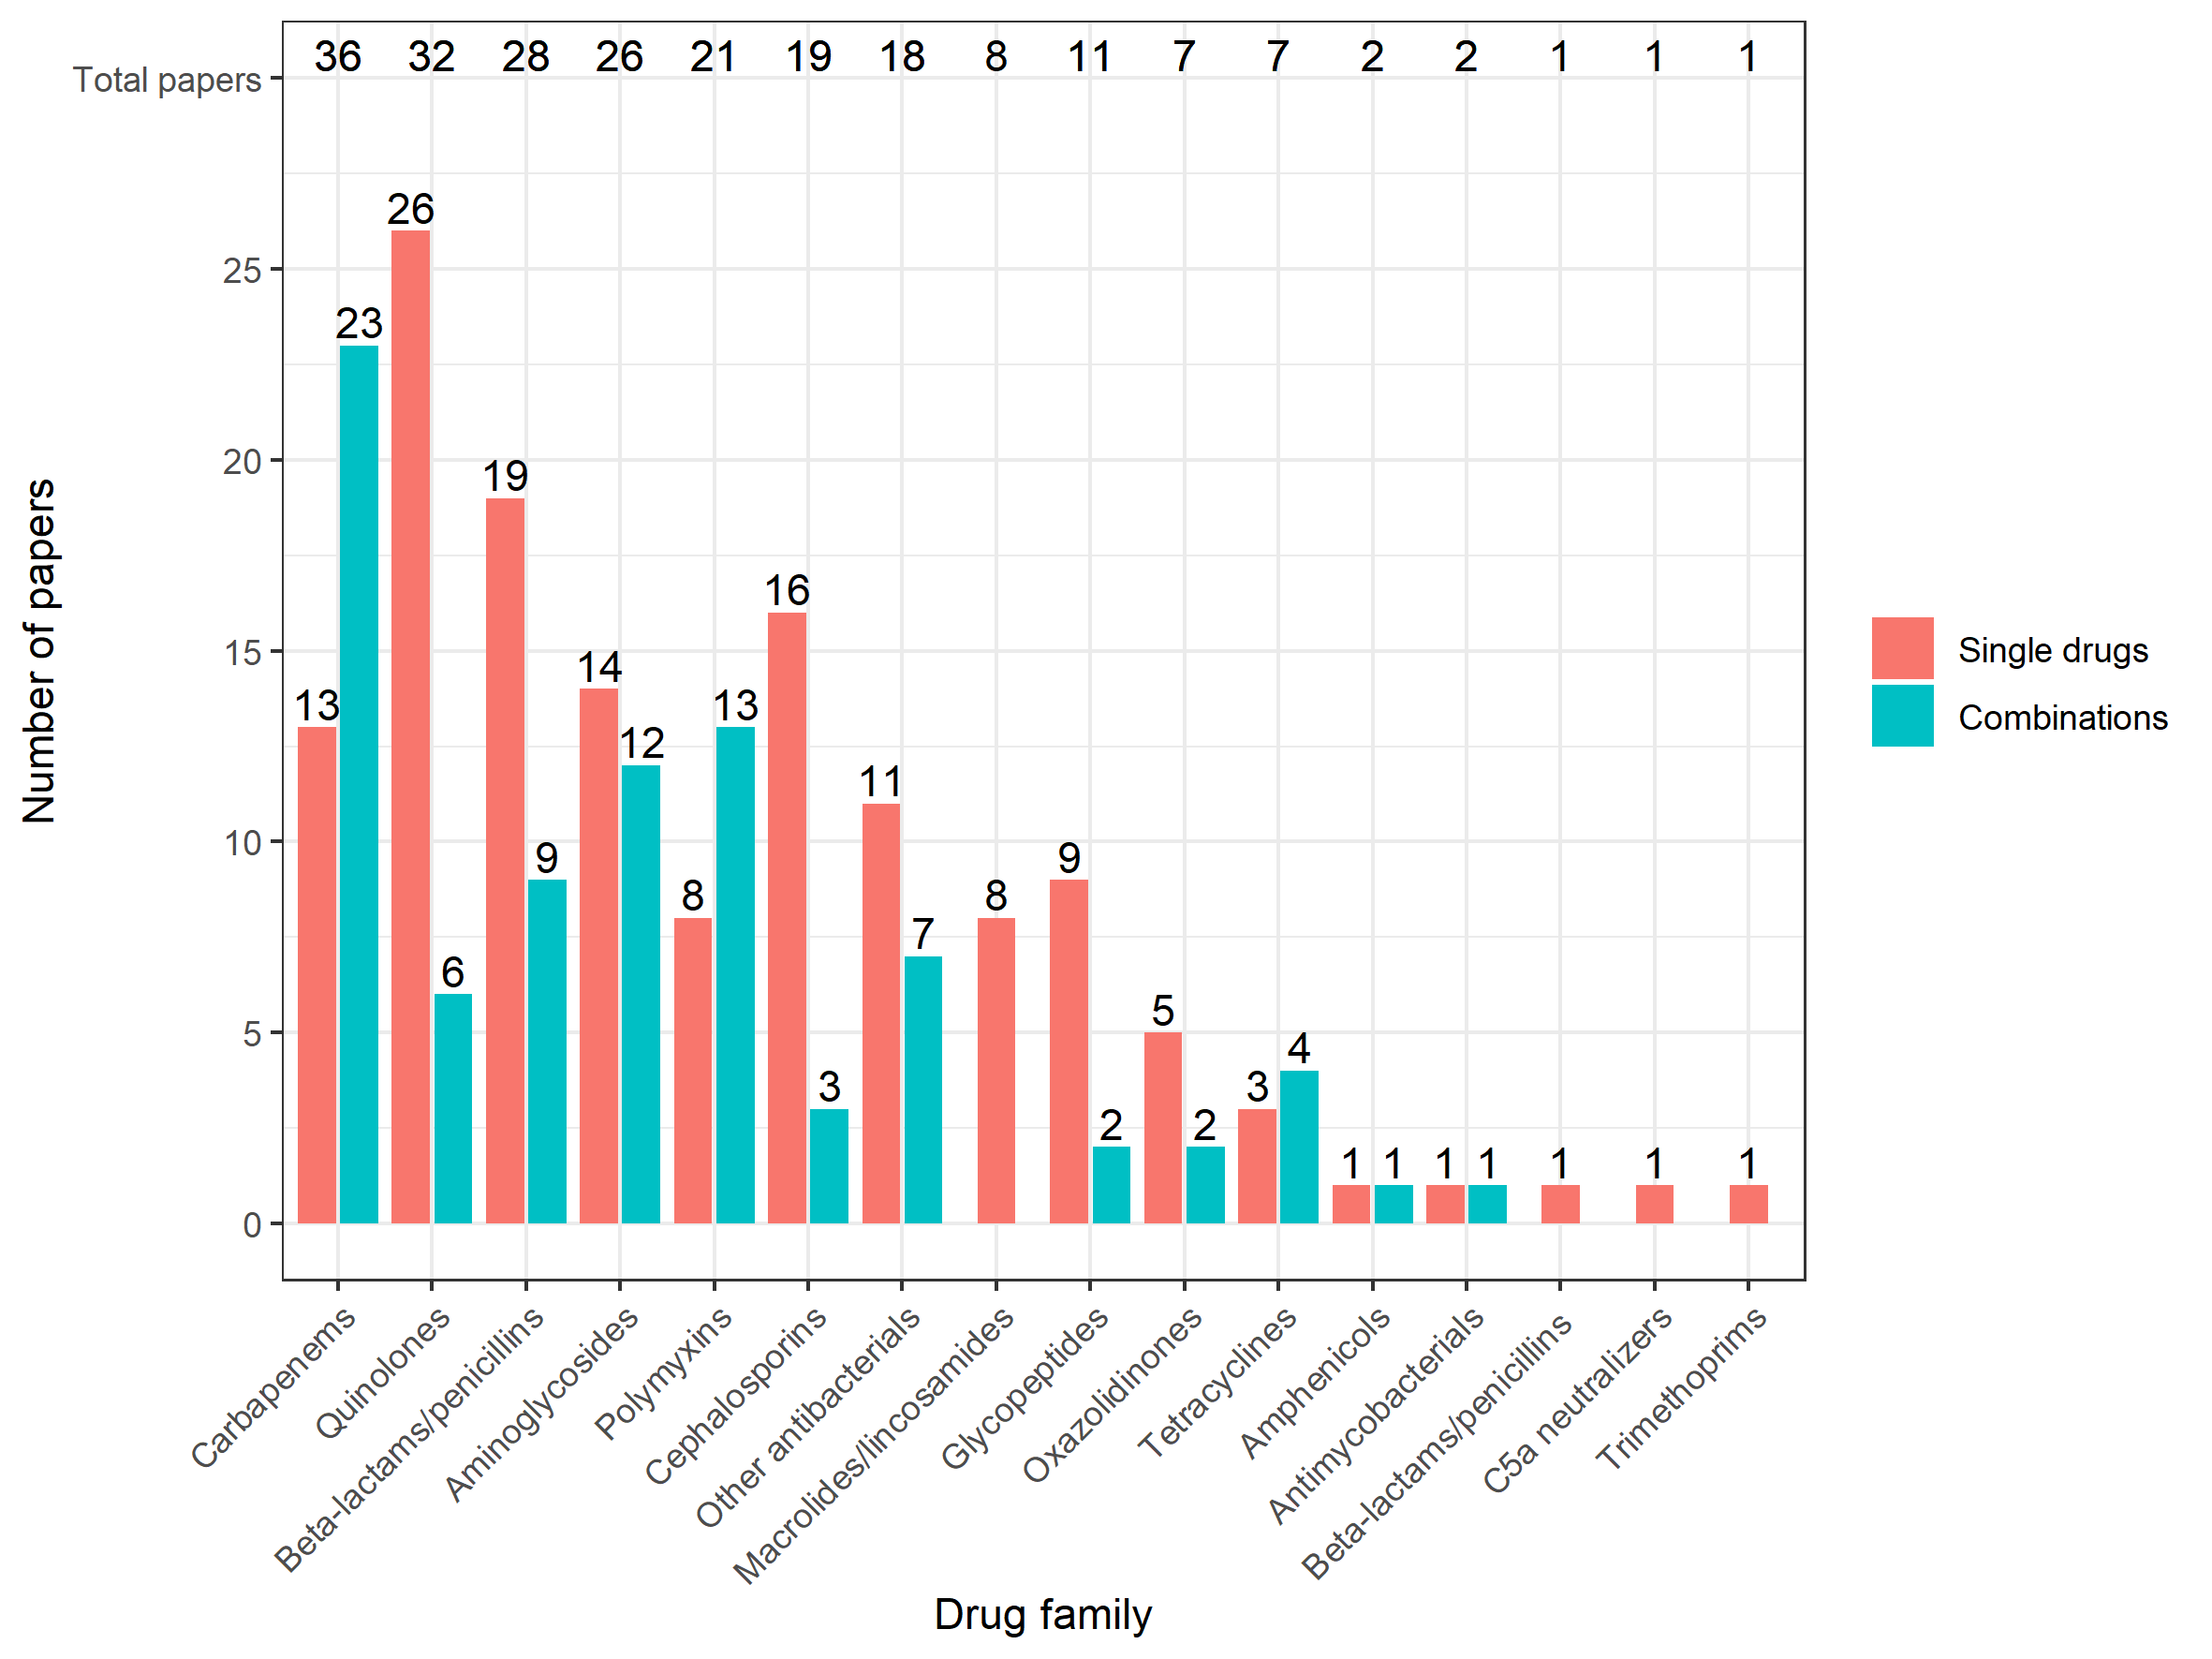 36 32 28 26 21 19 18 8 11 7 7 2 2 1 1 1
Total papers
26
23
25
19
20
16
14
15
13
13
12
11
10
9
9
8
8
7
6
5
5
4
3
3
2
2
1 1 1 1 1 1 1
0
Number of papers
Single drugs
Combinations
Carbapenems
Quinolones
Beta-lactams/penicillins
Aminoglycosides
Polymyxins
Cephalosporins
Other antibacterials
Macrolides/lincosamides
Glycopeptides
Oxazolidinones
Tetracyclines
Amphenicols
Antimycobacterials
Beta-lactams/penicillins
C5a neutralizers
Trimethoprims
Drug family